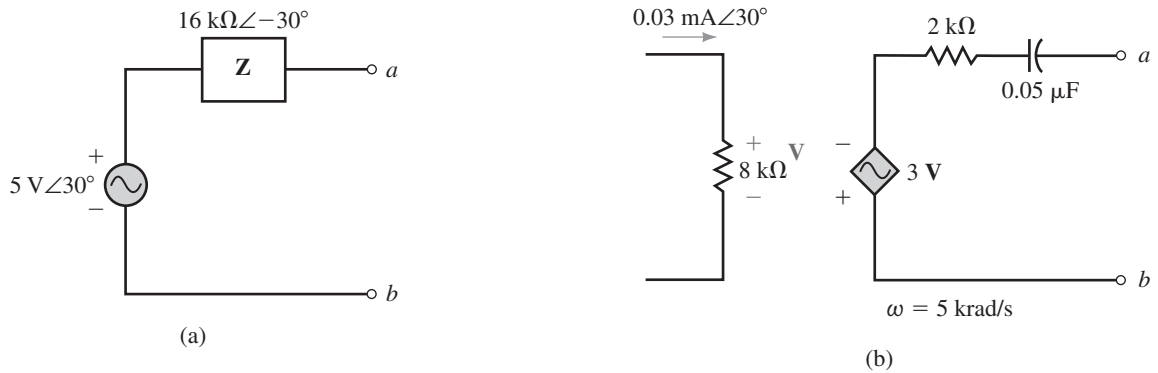 16 kΩ∠−30°
Z
a
+
5 V∠30°
−
b
(a)
0.03 mA∠30°
+
V
8 kΩ
−
2 kΩ
0.05 μF
a
−
3 V
+
b
ω = 5 krad/s
(b)